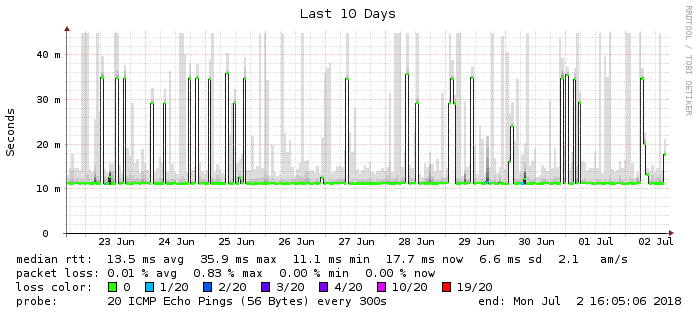 Last 10 Days
RRDTOOL / TOBI OETIKER
Seconds
40 m
30 m
20 m
10 m
0
23 Jun 24 Jun 25 Jun 26 Jun 27 Jun 28 Jun 29 Jun 30 Jun 01 Jul 02 Jul
median rtt: 13.5 ms avg 35.9 ms max 11.1 ms min 17.7 ms now 6.6 ms sd 2.1 am/s
packet loss: 0.01 % avg 0.83 % max 0.00 % min 0.00 % now
loss color: 0 1/20 2/20 3/20 4/20 10/20 19/20
probe: 20 ICMP Echo Pings (56 Bytes) every 300s end: Mon Jul 2 16:05:06 2018